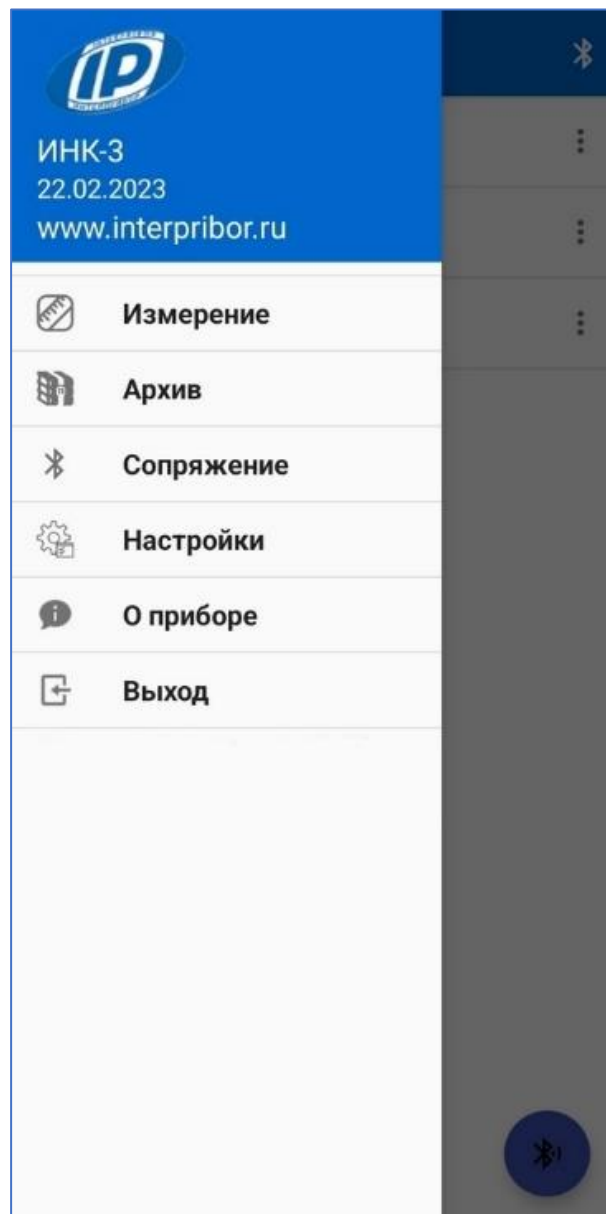 ИНК-3
22.02.2023
www.interpribor.ru
Измерение
Архив
Сопряжение
Настройки
О приборе
Выход